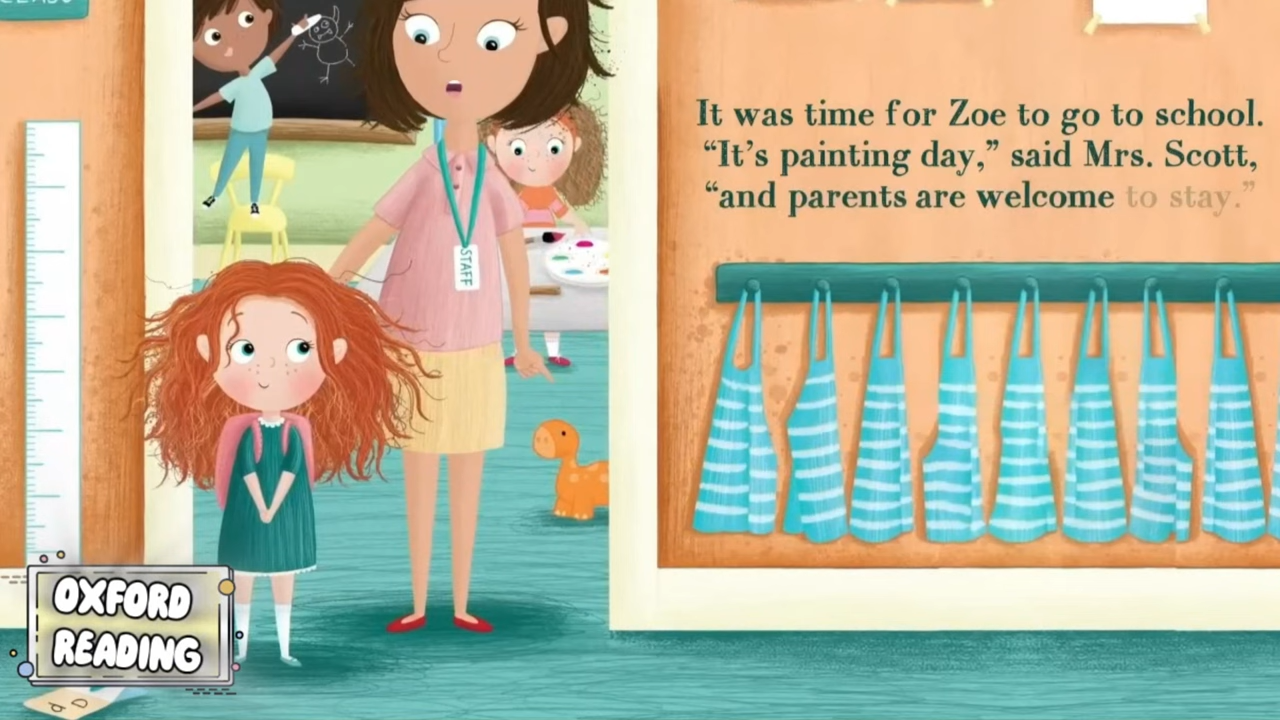 It was time for Zoe to go to school.
“It’s painting day,” said Mrs. Scott,
“and parents are welcome to stay.”
STAFF
OXFORD
READING